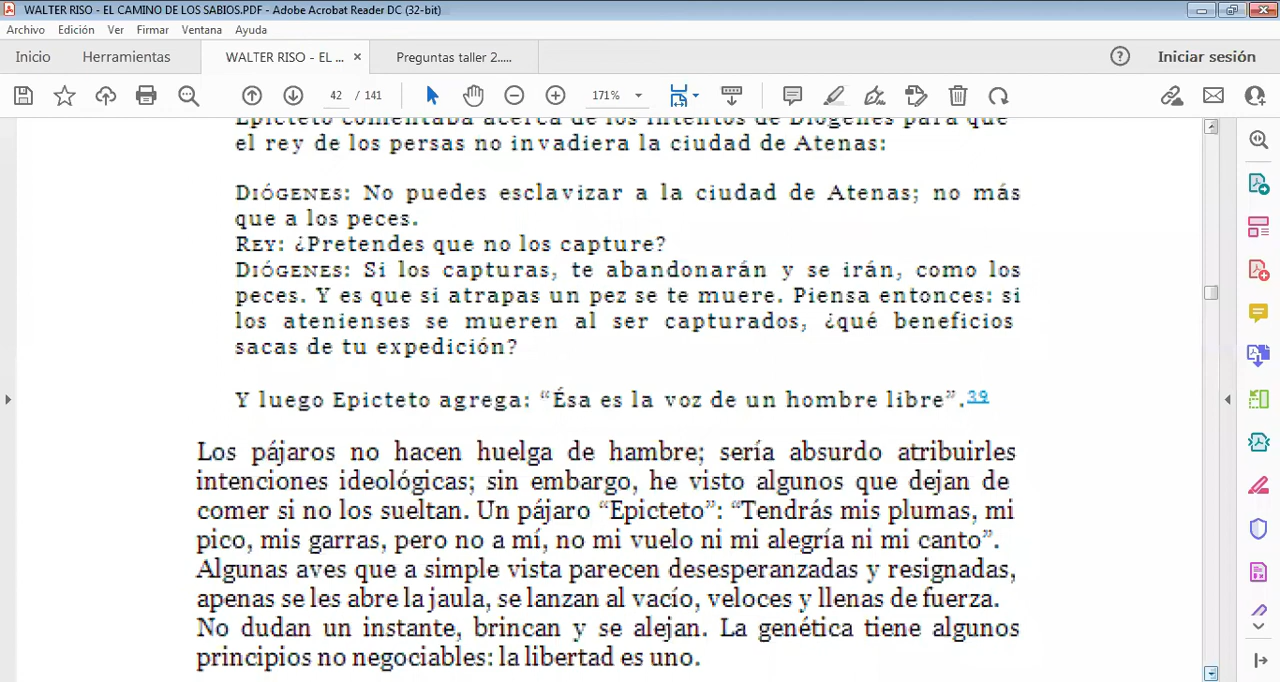 WALTER RISO - EL CAMINO DE LOS SABIOS.PDF - Adobe Acrobat Reader DC (32-bit)
Archivo Edición Ver Firmar Ventana Ayuda
Inicio Herramientas WALTER RISO - EL ... × Preguntas taller 2..... ? Iniciar sesión
42 / 141 171%
Epicteto comentaba acerca de los intentos de Diógenes para que
el rey de los persas no invadiera la ciudad de Atenas:
DIÓGENES: No puedes esclavizar a la ciudad de Atenas; no más
que a los peces.
REY: ¿Pretendes que no los capture?
DIÓGENES: Si los capturas, te abandonarán y se irán, como los
peces. Y es que si atrapas un pez se te muere. Piensa entonces: si
los atenienses se mueren al ser capturados, ¿qué beneficios
sacas de tu expedición?
Y luego Epicteto agrega: “Ésa es la voz de un hombre libre”.39
Los pájaros no hacen huelga de hambre; sería absurdo atribuirles
intenciones ideológicas; sin embargo, he visto algunos que dejan de
comer si no los sueltan. Un pájaro “Epicteto”: “Tendrás mis plumas, mi
pico, mis garras, pero no a mí, no mi vuelo ni mi alegría ni mi canto”.
Algunas aves que a simple vista parecen desesperanzadas y resignadas,
apenas se les abre la jaula, se lanzan al vacío, veloces y llenas de fuerza.
No dudan un instante, brincan y se alejan. La genética tiene algunos
principios no negociables: la libertad es uno.